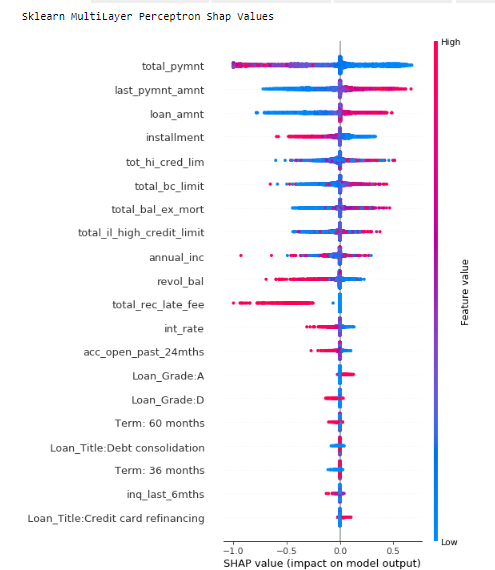 Sklearn MultiLayer Perceptron Shap Values
High
total_pymnt
last_pymnt_amnt
loan_amnt
installment
tot_hi_cred_lim
total_bc_limit
total_bal_ex_mort
total_il_high_credit_limit
annual_inc
revol_bal
total_rec_late_fee
int_rate
acc_open_past_24mths
Loan_Grade:A
Loan_Grade:D
Term: 60 months
Loan_Title:Debt consolidation
Term: 36 months
inq_last_6mths
Loan_Title:Credit card refinancing
Feature value
Low
−1.0 −0.5 0.0 0.5
SHAP value (impact on model output)